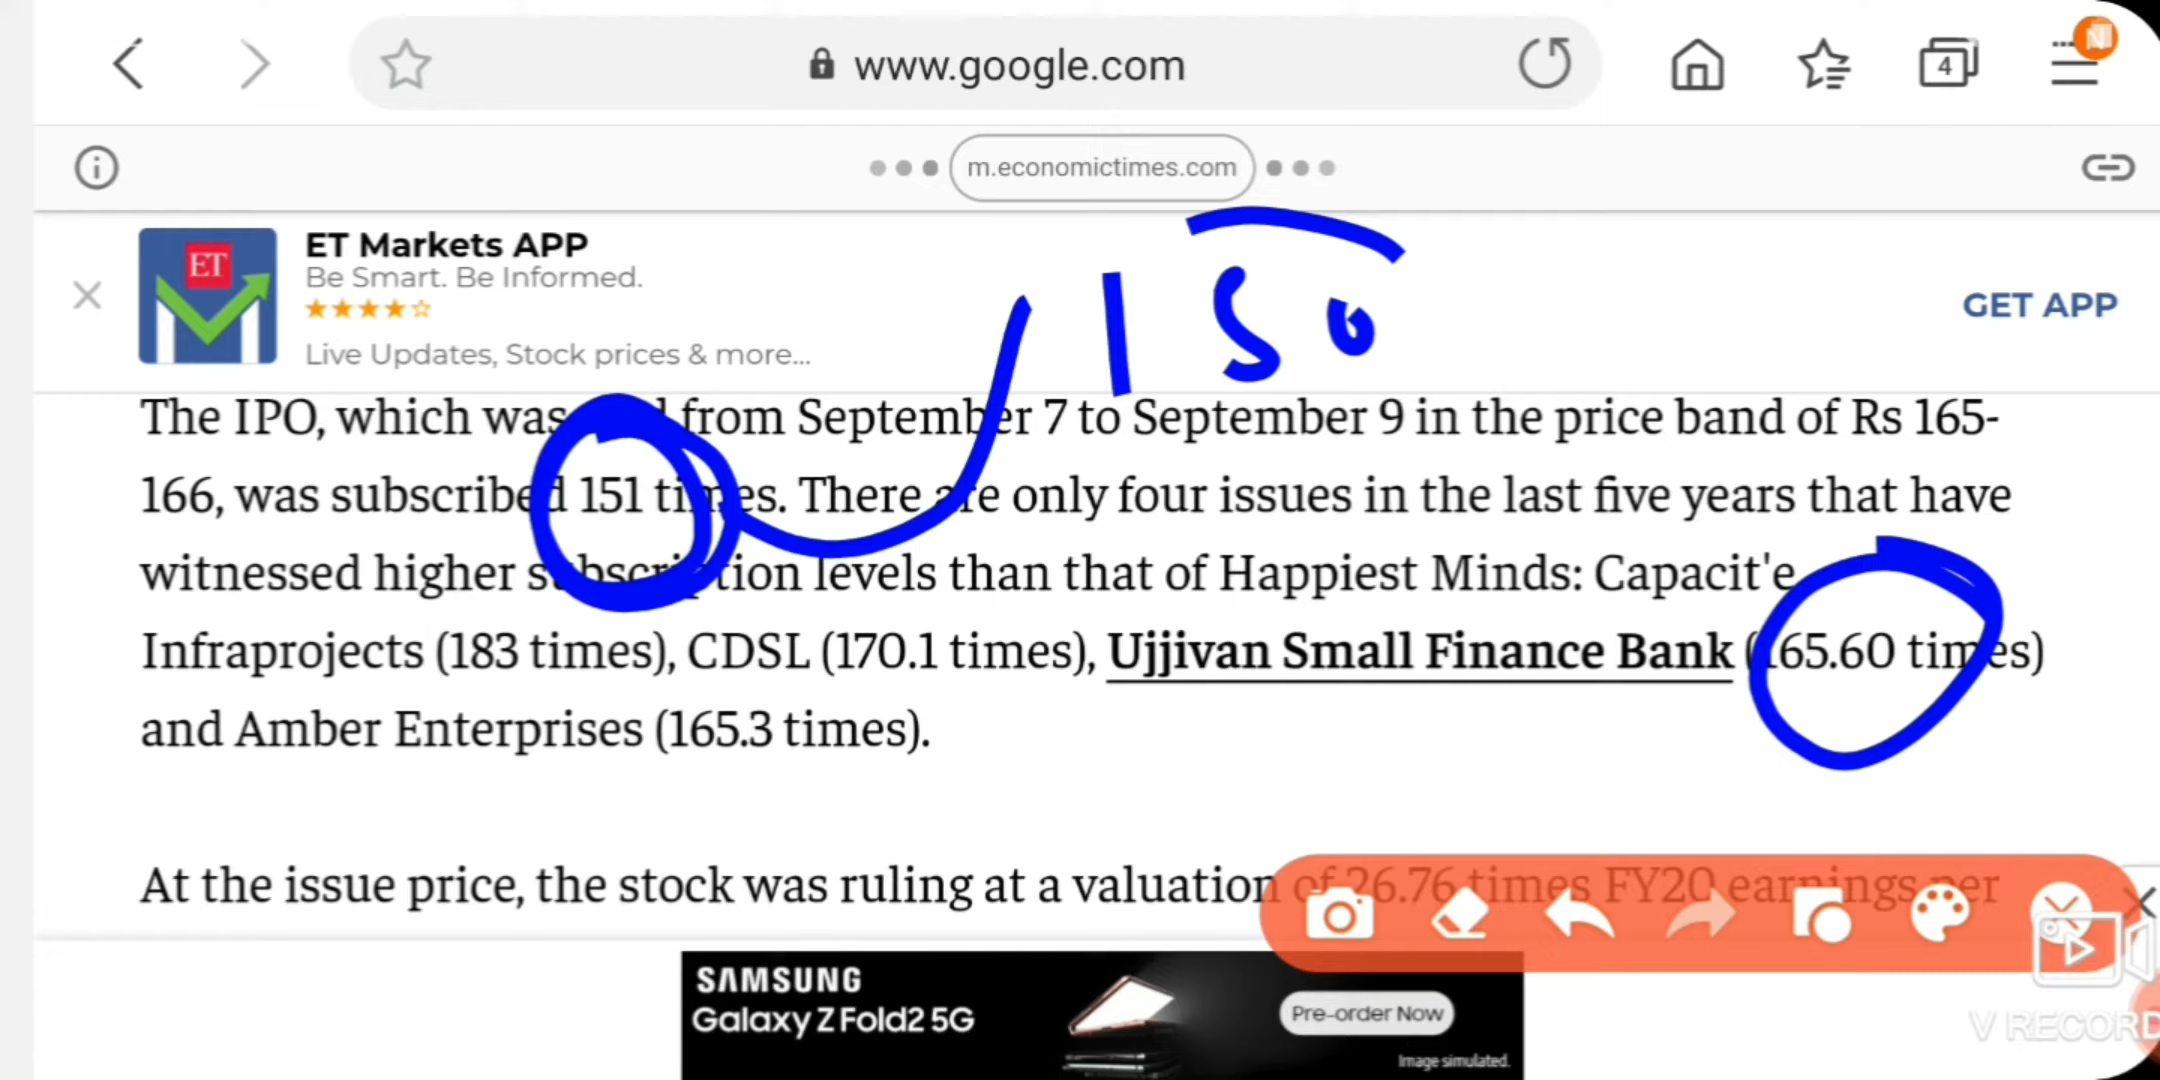 www.google.com
4
N
m.economictimes.com
ET
ET Markets APP
Be Smart. Be Informed.
Live Updates, Stock prices & more...
GET APP
150
The IPO, which was from September 7 to September 9 in the price band of Rs 165-
166, was subscribed 151 times. There are only four issues in the last five years that have
witnessed higher subscription levels than that of Happiest Minds: Capacit'e
Infraprojects (183 times), CDSL (170.1 times), Ujjivan Small Finance Bank (165.60 times)
and Amber Enterprises (165.3 times).
At the issue price, the stock was ruling at a valuation of 26.76 times FY20 earnings per
SAMSUNG
Galaxy Z Fold2 5G
Pre-order Now
Image simulated.
V RECORD